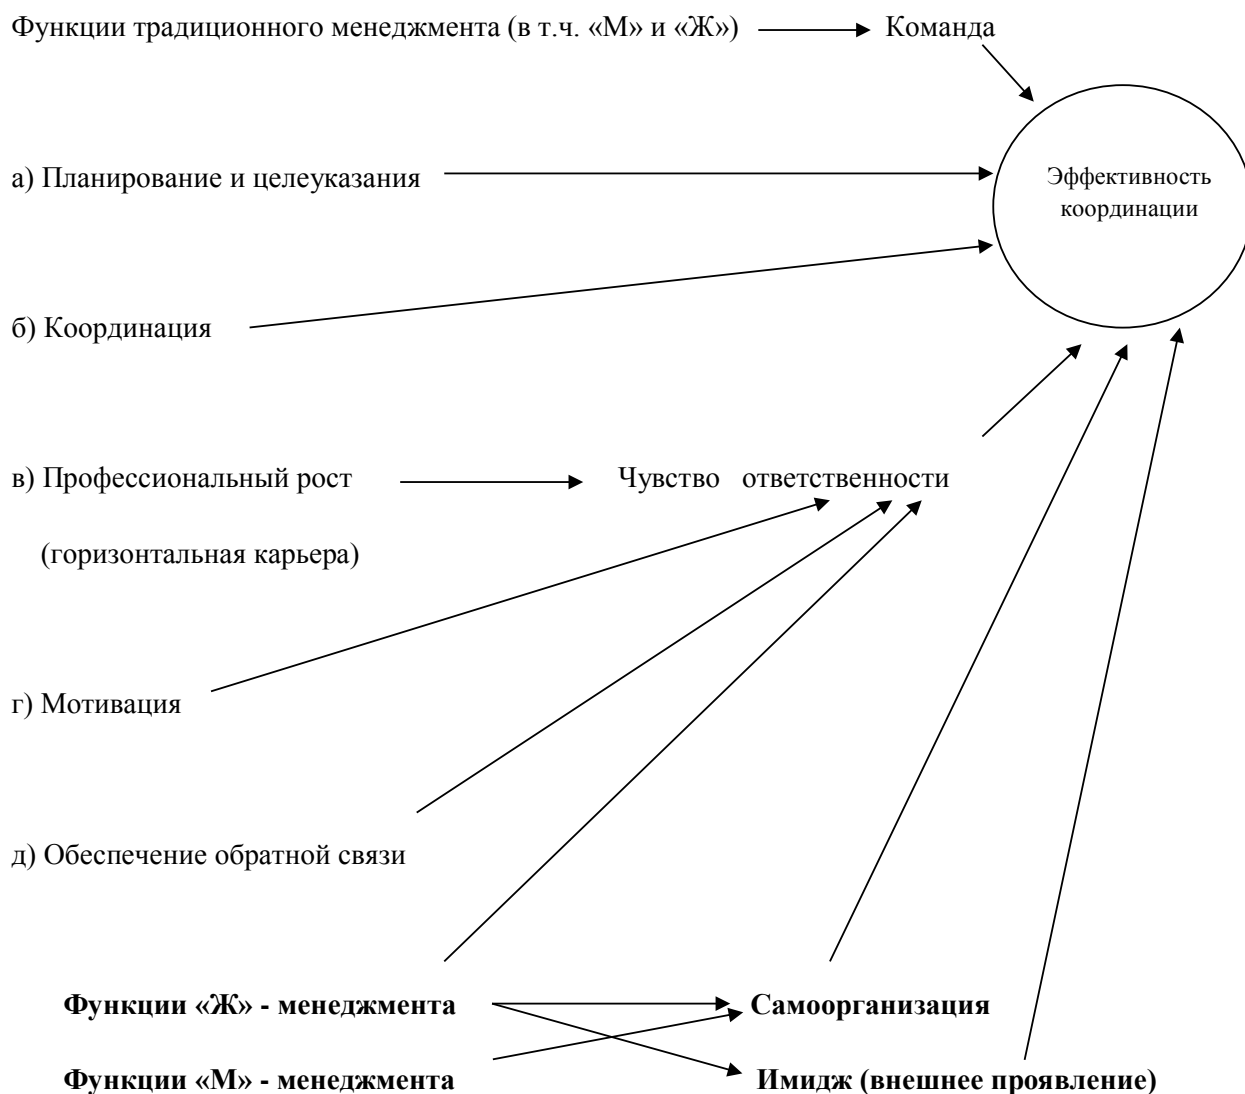 Функции традиционного менеджмента (в т.ч. «М» и «Ж») Команда
а) Планирование и целеуказания
Эффективность
координации
б) Координация
в) Профессиональный рост Чувство ответственности
(горизонтальная карьера)
г) Мотивация
д) Обеспечение обратной связи
Функции «Ж» - менеджмента Самоорганизация
Функции «М» - менеджмента Имидж (внешнее проявление)